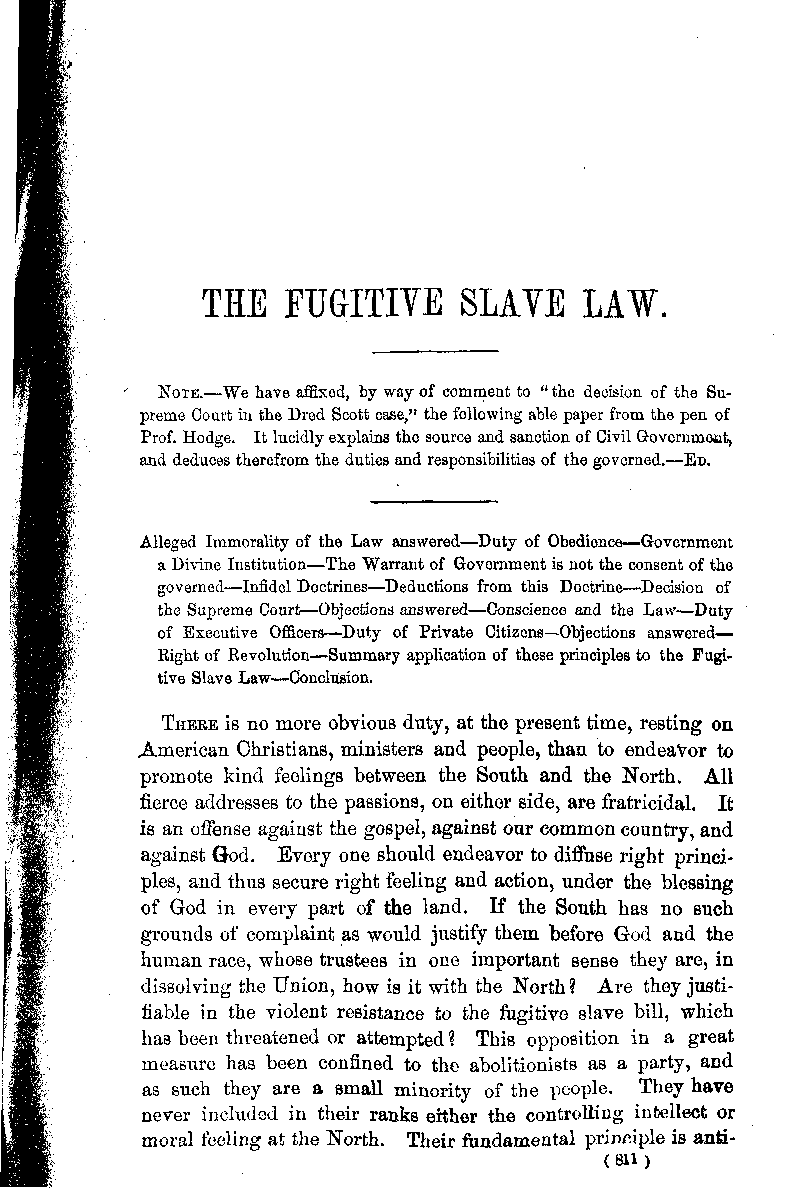 THE FUGITIVE SLAVE LAW.
NOTE.—We have affixed, by way of comment to "the decision of the Su-
preme Court in the Dred Scott case," the following able paper from the pen of
Prof. Hodge. It lucidly explains the source and sanction of Civil Government,
and deduces therefrom the duties and responsibilities of the governed.—ED.
Alleged Immorality of the Law answered—Duty of Obedience—Government
a Divine Institution—The Warrant of Government is not the consent of the
governed—Infidel Doctrines—Deductions from this Doctrine—Decision of
the Supreme Court—Objections answered—Conscience and the Law—Duty
of Executive Officers—Duty of Private Citizens—Objections answered—
Right of Revolution—Summary application of these principles to the Fugi-
tive Slave Law—Conclusion.
THERE is no more obvious duty, at the present time, resting on
American Christians, ministers and people, than to endeavor to
promote kind feelings between the South and the North. All
fierce addresses to the passions, on either side, are fratricidal. It
is an offense against the gospel, against our common country, and
against God. Every one should endeavor to diffuse right princi-
ples, and thus secure right feeling and action, under the blessing
of God in every part of the land. If the South has no such
grounds of complaint as would justify them before God and the
human race, whose trustees in one important sense they are, in
dissolving the Union, how is it with the North? Are they justi-
fiable in the violent resistance to the fugitive slave bill, which
has been threatened or attempted? This opposition in a great
measure has been confined to the abolitionists as a party, and
as such they are a small minority of the people. They have
never included in their ranks either the controlling intellect or
moral feeling at the North. Their fundamental principle is anti-
(811)